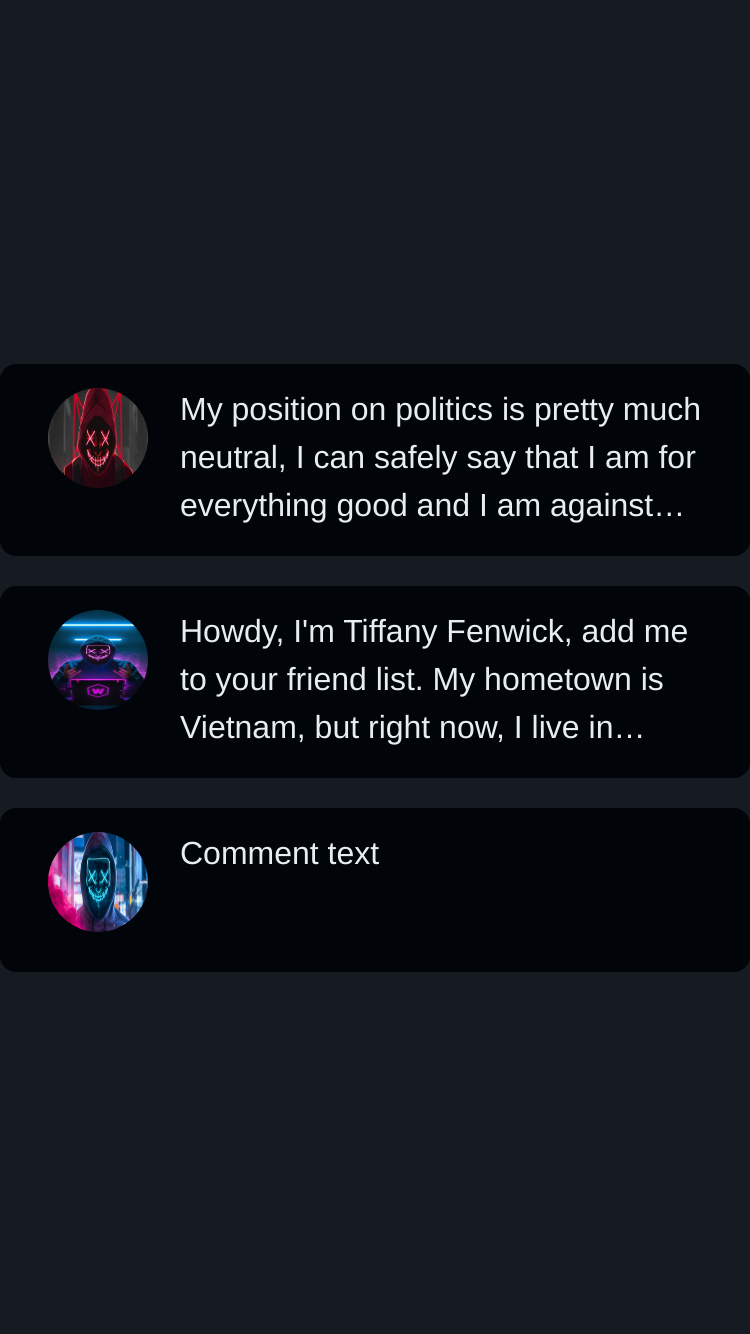 My position on politics is pretty much
neutral, I can safely say that I am for
everything good and I am against…
Howdy, I'm Tiffany Fenwick, add me
to your friend list. My hometown is
Vietnam, but right now, I live in…
Comment text